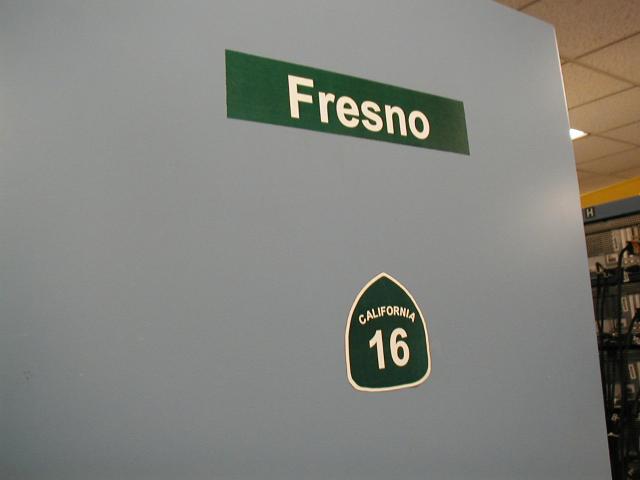 Fresno
H
CALIFORNIA
16